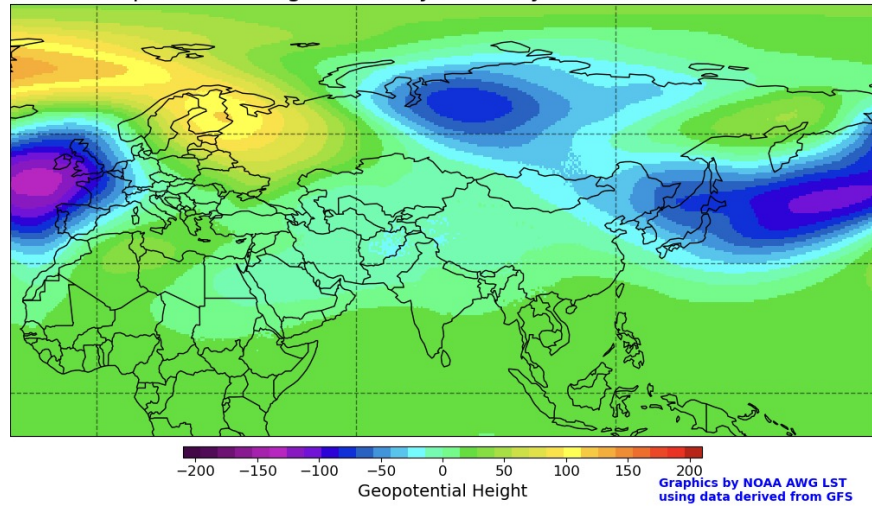 −200 −150 −100 −50 0 50 100 150 200
Geopotential Height
Graphics by NOAA AWG LST
using data derived from GFS